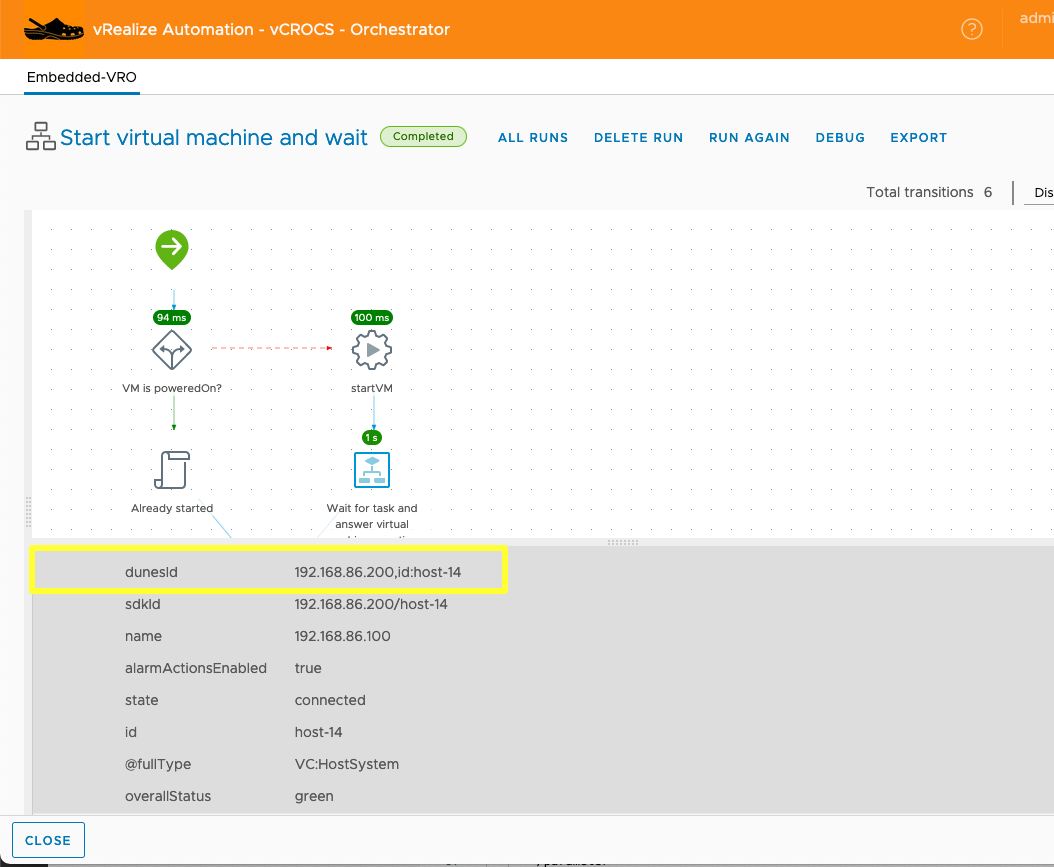 vRealize Automation - vCROCS - Orchestrator
?
admi
Embedded-VRO
Start virtual machine and wait
Completed
ALL RUNS
DELETE RUN
RUN AGAIN
DEBUG
EXPORT
Total transitions 6
Dis
94 ms
100 ms
VM is poweredOn?
startVM
1 s
Already started
Wait for task and
answer virtual
dunesId 192.168.86.200,id:host-14
sdkId 192.168.86.200/host-14
name 192.168.86.100
alarmActionsEnabled true
state connected
id host-14
@fullType VC:HostSystem
overallStatus green
CLOSE